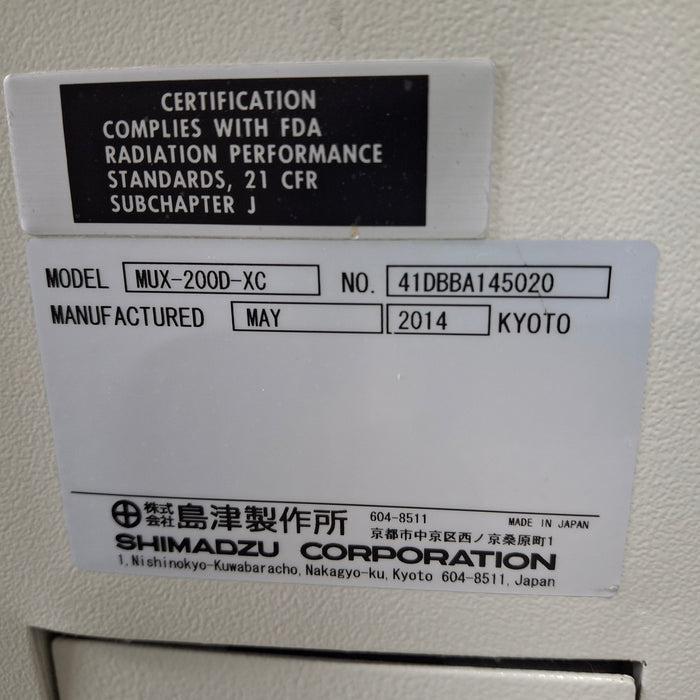 CERTIFICATION
COMPLIES WITH FDA
RADIATION PERFORMANCE
STANDARDS, 21 CFR
SUBCHAPTER J
MODEL MUX-200D-XC NO. 41DBBA145020
MANUFACTURED MAY 2014 KYOTO
株式会社 島津製作所 604-8511 MADE IN JAPAN
京都市中京区西ノ京桑原町1
SHIMADZU CORPORATION
1, Nishinokyo-Kuwabaracho, Nakagyo-ku, Kyoto 604-8511, Japan